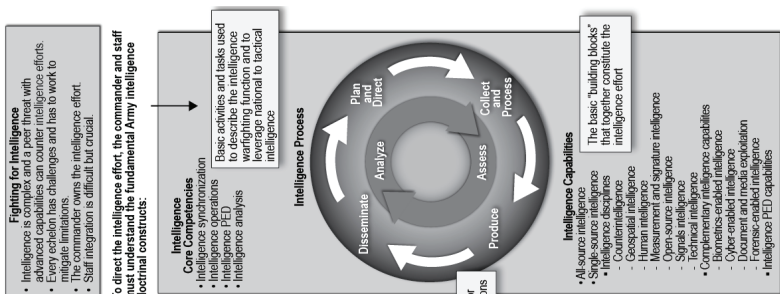 Fighting for Intelligence
• Intelligence is complex and a peer threat with
advanced capabilities can counter intelligence efforts.
• Every echelon has challenges and has to work to
mitigate limitations.
• The commander owns the intelligence effort.
• Staff integration is difficult but crucial.
To direct the intelligence effort, the commander and staff
must understand the fundamental Army intelligence
doctrinal constructs:
Intelligence
Core Competencies
• Intelligence synchronization
• Intelligence operations
• Intelligence PED
• Intelligence analysis
Basic activities and tasks used
to describe the intelligence
warfighting function and to
leverage national to tactical
intelligence
Intelligence Process
Plan
and
Direct
Collect
and
Process
Produce
Disseminate
Analyze
Assess
Intelligence Capabilities
• All-source intelligence
• Single-source intelligence
• Intelligence disciplines
- Counterintelligence
- Geospatial intelligence
- Human intelligence
- Measurement and signature intelligence
- Open-source intelligence
- Signals intelligence
- Technical intelligence
• Complementary intelligence capabilites
- Biometrics-enabled intelligence
- Cyber-enabled intelligence
- Document and media exploitation
- Forensic-enabled intelligence
• Intelligence PED capabilities
The basic "building blocks"
that together constitute the
intelligence effort